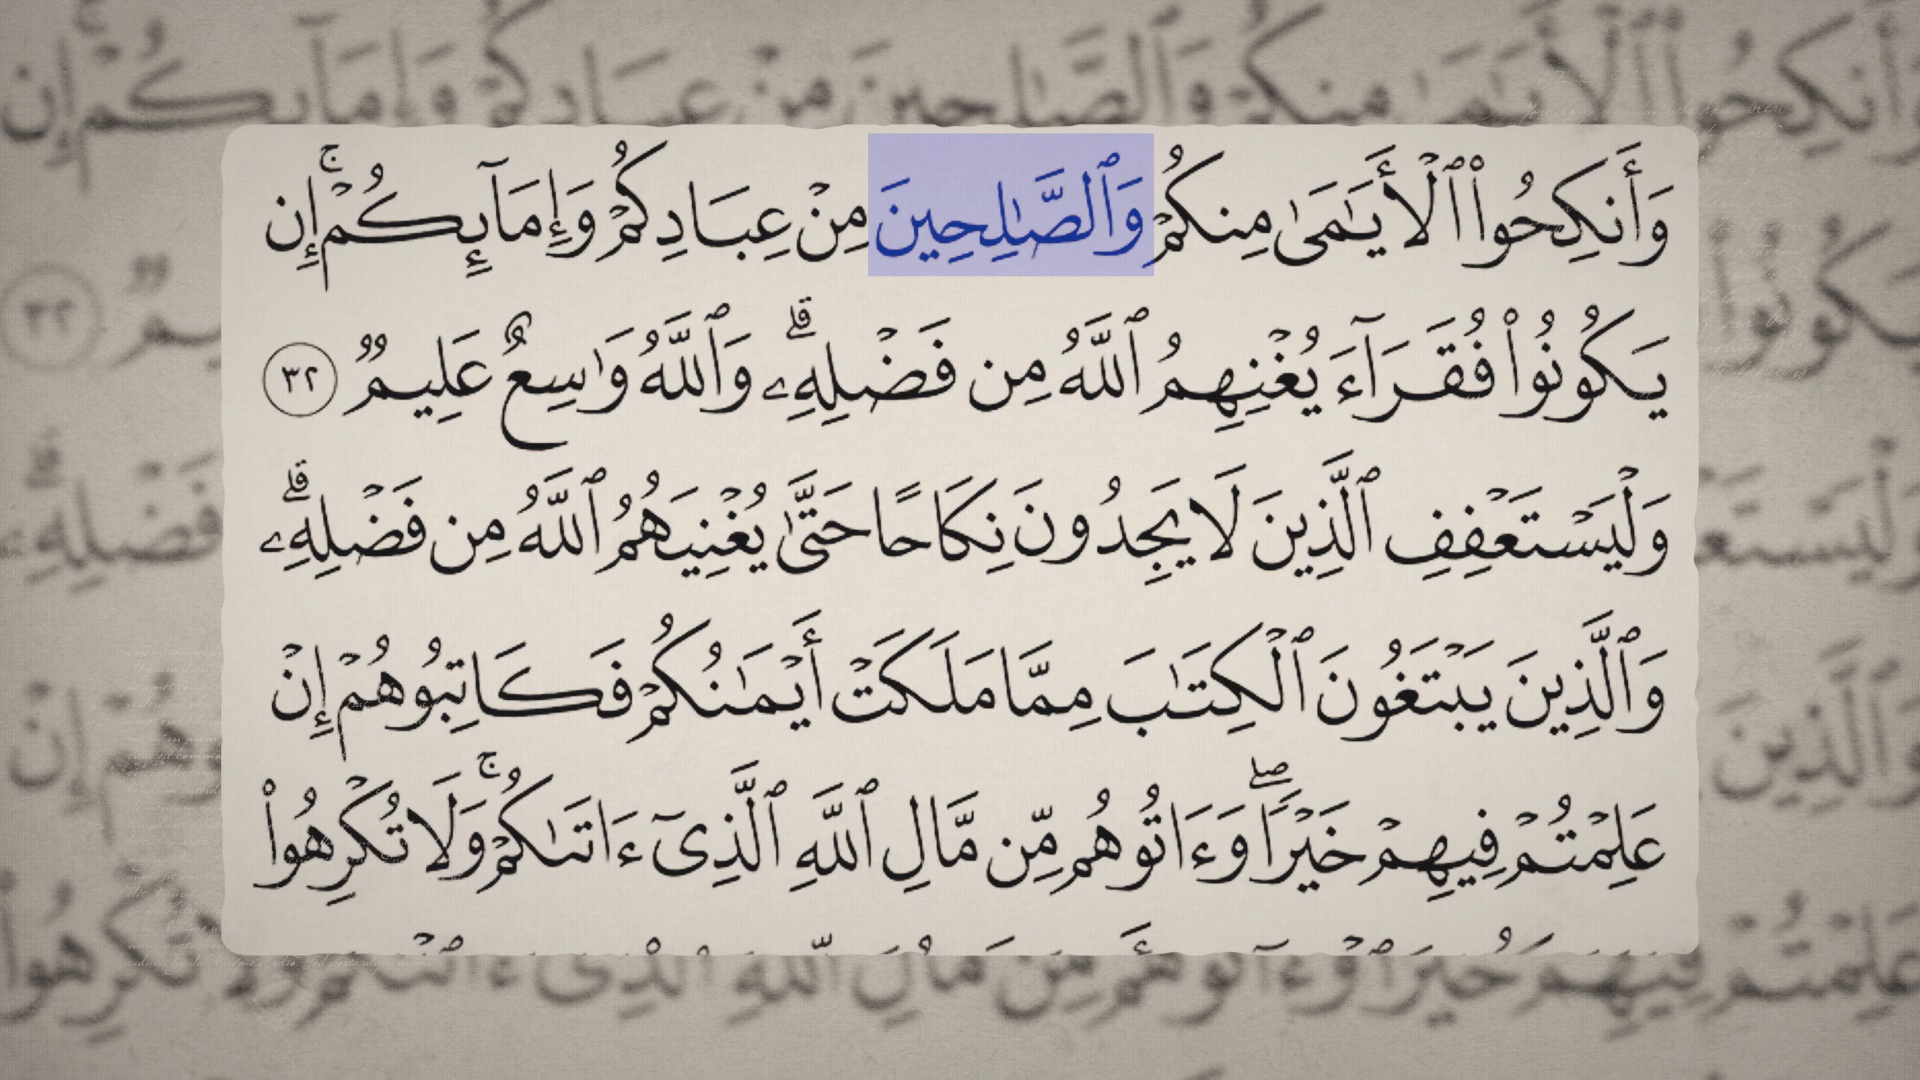 وَأَنكِحُوا۟ ٱلْأَيَـٰمَىٰ مِنكُمْ وَٱلصَّـٰلِحِينَ مِنْ عِبَادِكُمْ وَإِمَآئِكُمْ ۚ إِن
يَكُونُوا۟ فُقَرَآءَ يُغْنِهِمُ ٱللَّهُ مِن فَضْلِهِۦ ۗ وَٱللَّهُ وَٰسِعٌ عَلِيمٌ ٣٢
وَلْيَسْتَعْفِفِ ٱلَّذِينَ لَا يَجِدُونَ نِكَاحًا حَتَّىٰ يُغْنِيَهُمُ ٱللَّهُ مِن فَضْلِهِۦ ۗ
وَٱلَّذِينَ يَبْتَغُونَ ٱلْكِتَـٰبَ مِمَّا مَلَكَتْ أَيْمَـٰنُكُمْ فَكَاتِبُوهُمْ إِنْ
عَلِمْتُمْ فِيهِمْ خَيْرًا ۖ وَءَاتُوهُم مِّن مَّالِ ٱللَّهِ ٱلَّذِىٓ ءَاتَىٰكُمْ ۚ وَلَا تُكْرِهُوا۟